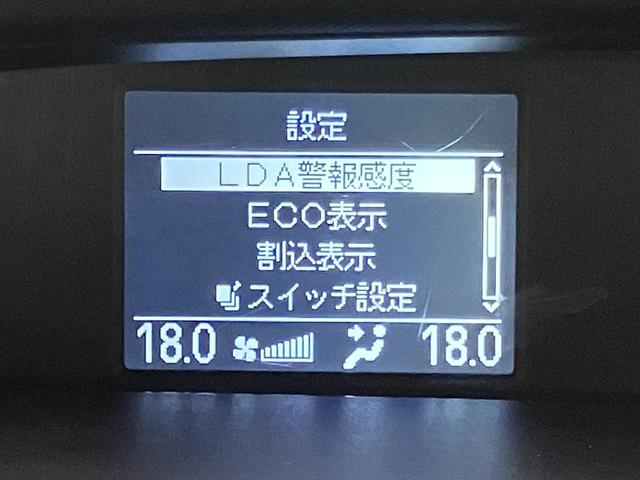 設定
LDA警報感度
ECO表示
割込表示
スイッチ設定
18.0 18.0